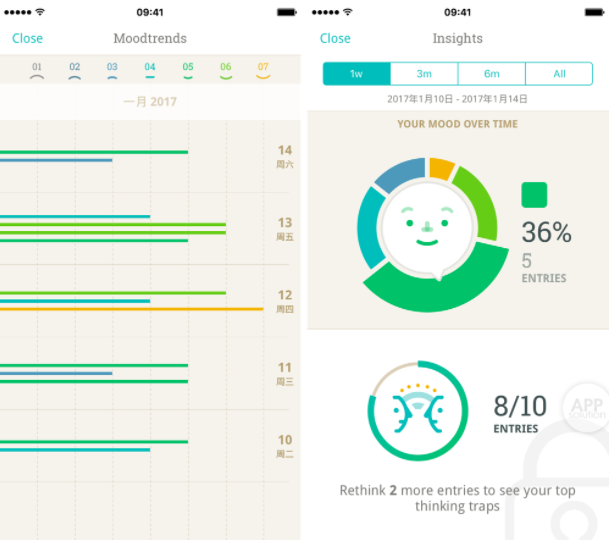 09:41
Close
Moodtrends
01 02 03 04 05 06 07
一月 2017
14
周六
13
周五
12
周四
11
周三
10
周二
09:41
Close
Insights
1w 3m 6m All
2017年1月10日 - 2017年1月14日
YOUR MOOD OVER TIME
36%
5
ENTRIES
8/10
ENTRIES
APP
solution
Rethink 2 more entries to see your top
thinking traps